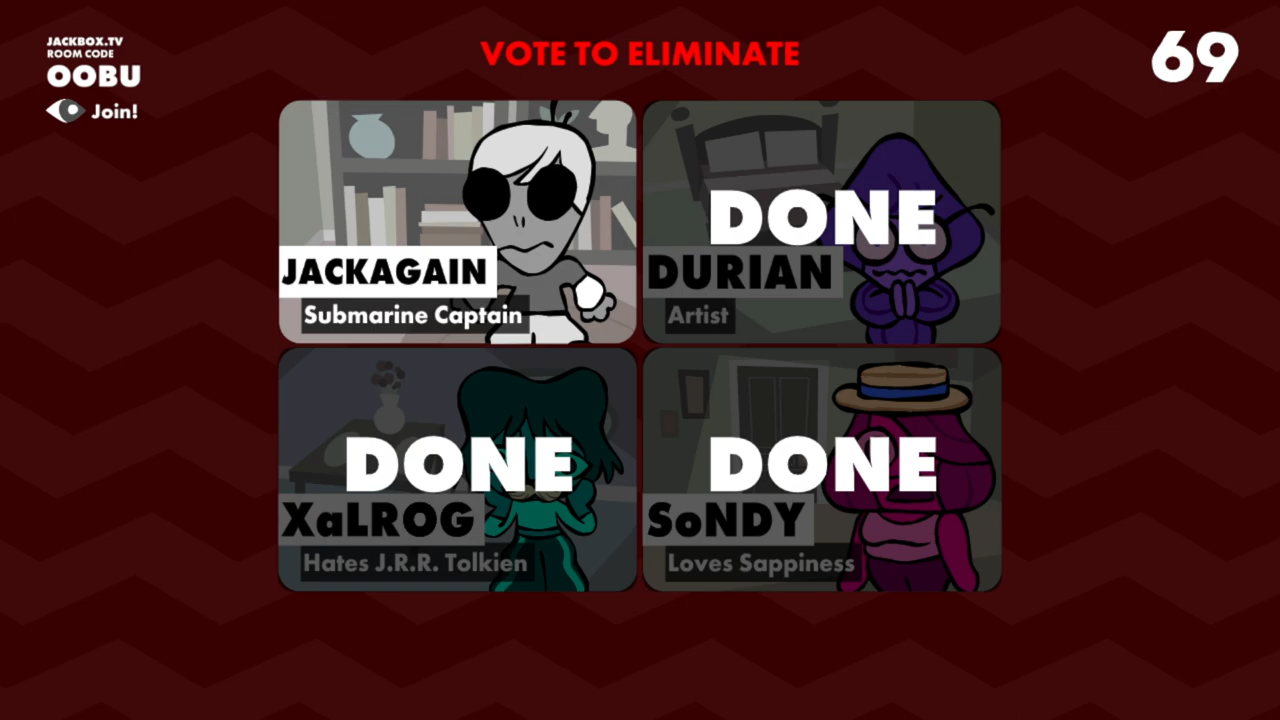 JACKBOX.TV
ROOM CODE
OOBU
Join!
VOTE TO ELIMINATE
69
JACKAGAIN
Submarine Captain
DONE
DURIAN
Artist
DONE
XaLROG
Hates J.R.R. Tolkien
DONE
SoNDY
Loves Sappiness